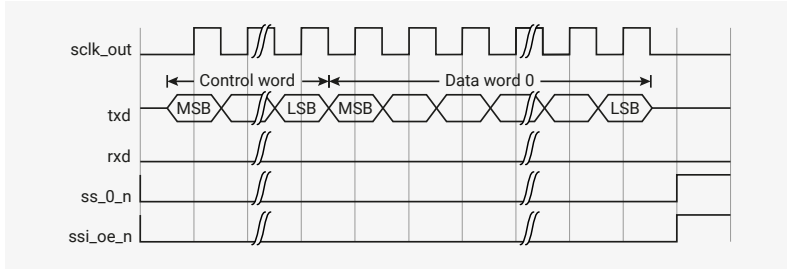 sclk_out
Control word Data word 0
txd MSB LSB MSB LSB
rxd
ss_0_n
ssi_oe_n